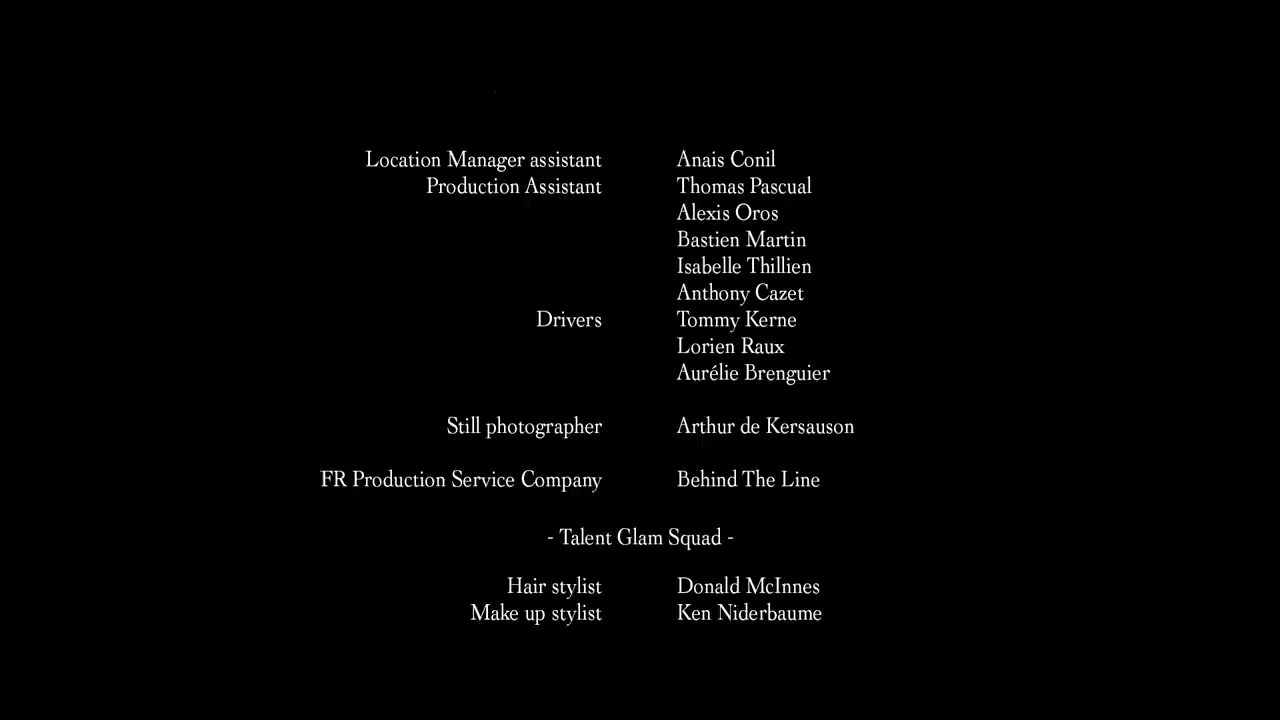 Location Manager assistant Anais Conil
Production Assistant Thomas Pascual
Alexis Oros
Bastien Martin
Isabelle Thillien
Anthony Cazet
Drivers Tommy Kerne
Lorien Raux
Aurélie Brenguier
Still photographer Arthur de Kersauson
FR Production Service Company Behind The Line
- Talent Glam Squad -
Hair stylist Donald McInnes
Make up stylist Ken Niderbaume